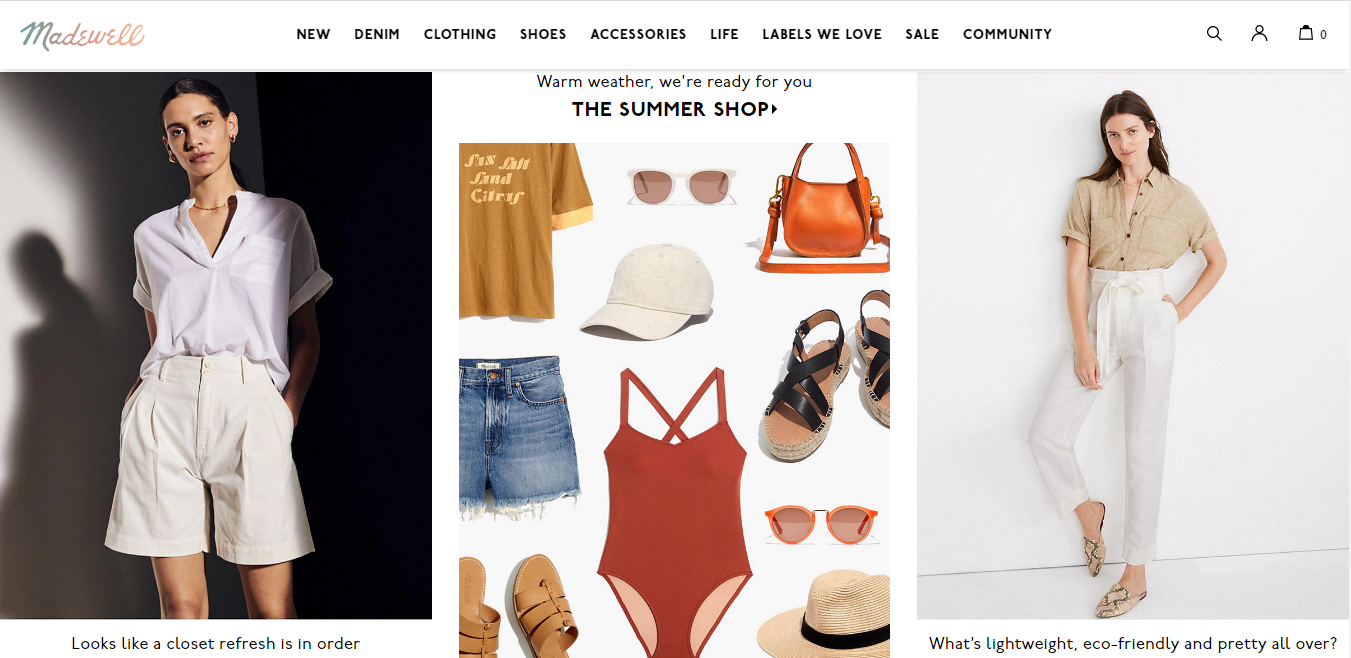 Madewell
NEW DENIM CLOTHING SHOES ACCESSORIES LIFE LABELS WE LOVE SALE COMMUNITY
0
Warm weather, we're ready for you
THE SUMMER SHOP
Sun Salt
Sand
Citrus
Looks like a closet refresh is in order
What's lightweight, eco-friendly and pretty all over?